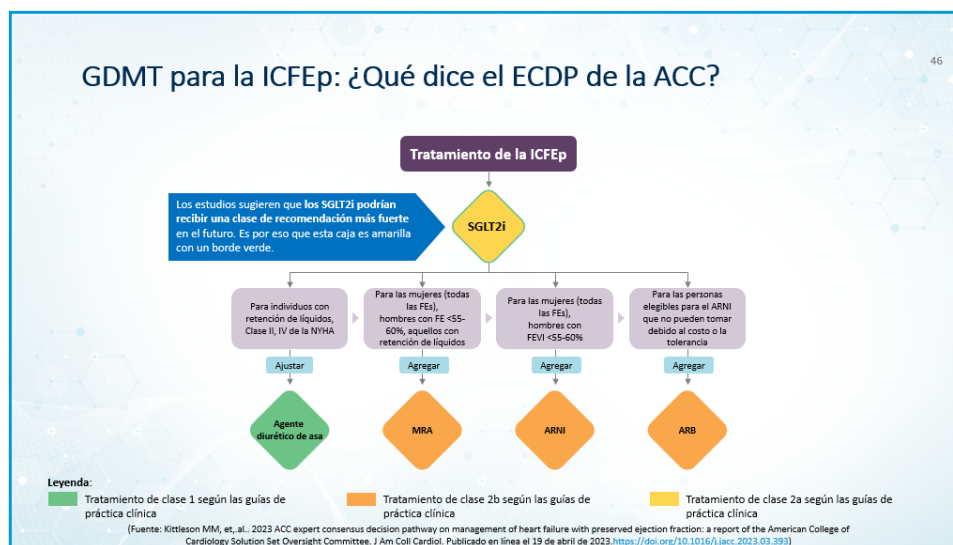 46
GDMT para la ICFEp: ¿Qué dice el ECDP de la ACC?
Tratamiento de la ICFEp
Los estudios sugieren que los SGLT2i podrían
recibir una clase de recomendación más fuerte
en el futuro. Es por eso que esta caja es amarilla
con un borde verde.
SGLT2i
Para individuos con
retención de líquidos,
Clase II, IV de la NYHA
Para las mujeres (todas
las FEs),
hombres con FE <55-
60%, aquellos con
retención de líquidos
Para las mujeres (todas
las FEs),
hombres con
FEVI <55-60%
Para las personas
elegibles para el ARNI
que no pueden tomar
debido al costo o la
tolerancia
Ajustar
Agregar
Agregar
Agregar
Agente
diurético de asa
MRA
ARNI
ARB
Leyenda:
Tratamiento de clase 1 según las guías de
práctica clínica
Tratamiento de clase 2b según las guías de
práctica clínica
Tratamiento de clase 2a según las guías de
práctica clínica
(Fuente: Kittleson MM, et,.al.. 2023 ACC expert consensus decision pathway on management of heart failure with preserved ejection fraction: a report of the American College of
Cardiology Solution Set Oversight Committee. J Am Coll Cardiol. Publicado en línea el 19 de abril de 2023.https://doi.org/10.1016/j.jacc.2023.03.393)